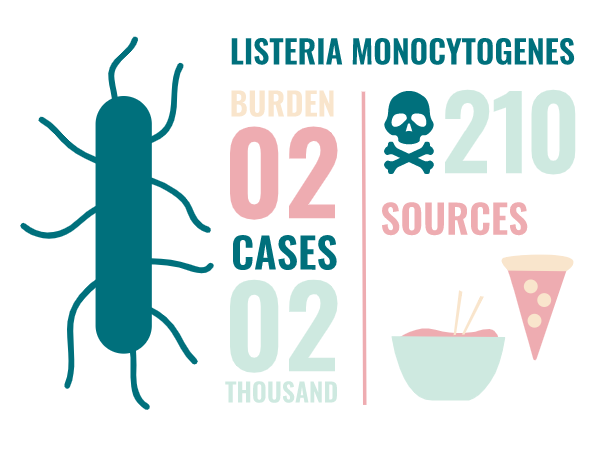 LISTERIA MONOCYTOGENES
BURDEN
02
CASES
02
THOUSAND
210
SOURCES